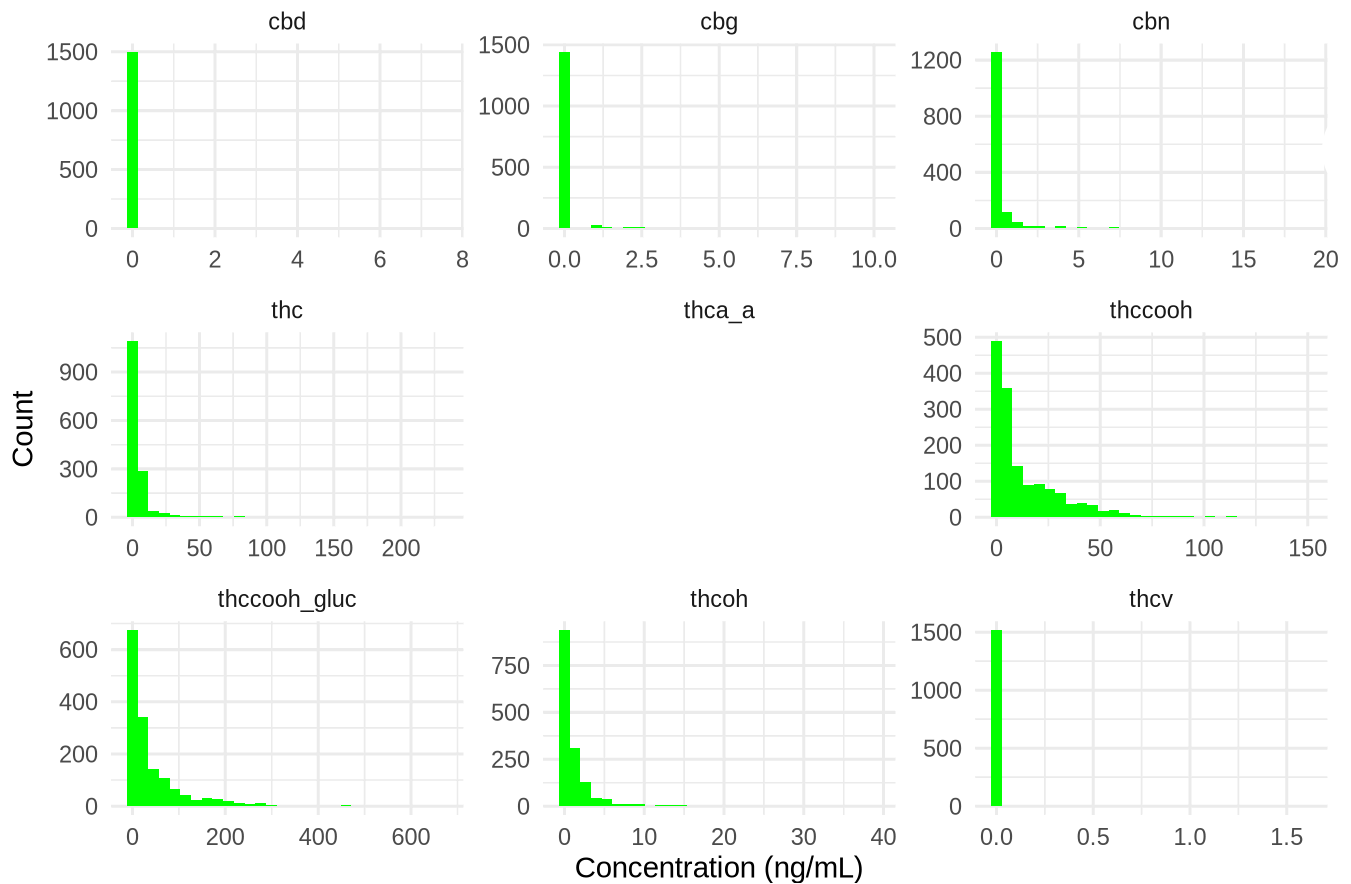 cbd
1500
1000
500
0
0 2 4 6 8
cbg
1500
1000
500
0
0.0 2.5 5.0 7.5 10.0
cbn
1200
800
400
0
0 5 10 15 20
thc
900
600
300
0
0 50 100 150 200
thca_a
thccooh
500
400
300
200
100
0
0 50 100 150
thccooh_gluc
600
400
200
0
0 200 400 600
thcoh
750
500
250
0
0 10 20 30 40
thcv
1500
1000
500
0
0.0 0.5 1.0 1.5
Count
Concentration (ng/mL)